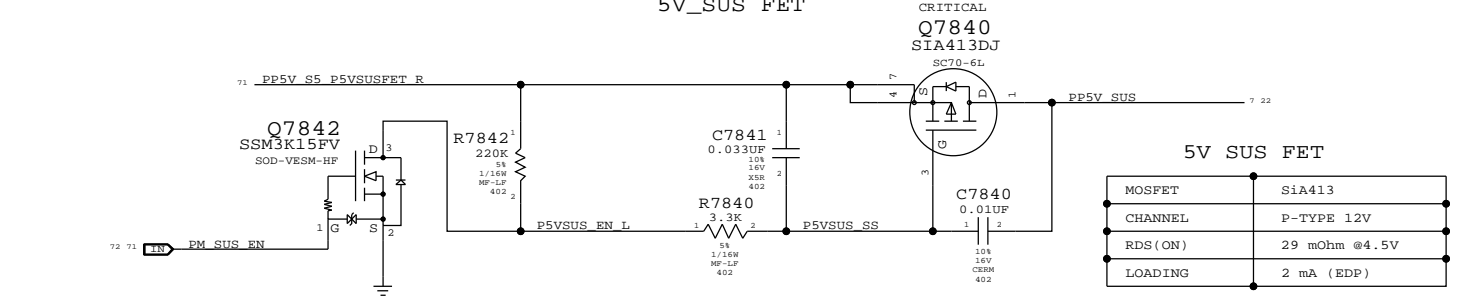 5V_SUS FET
CRITICAL
Q7840
SIA413DJ
SC70-6L
71 PP5V_S5_P5VSUSFET_R
7
4
S
D
G
1
3
PP5V_SUS 7 22
Q7842
SSM3K15FV
SOD-VESM-HF
D 3
1 G
S 2
72 71 IN PM_SUS_EN
R7842
1
220K
5%
1/16W
MF-LF
402
2
C7841
1
0.033UF
10%
16V
X5R
402
2
P5VSUS_EN_L
R7840
3.3K
1 2
5%
1/16W
MF-LF
402
P5VSUS_SS
C7840
0.01UF
1 2
10%
16V
CERM
402
5V SUS FET
MOSFET SiA413
CHANNEL P-TYPE 12V
RDS(ON) 29 mOhm @4.5V
LOADING 2 mA (EDP)